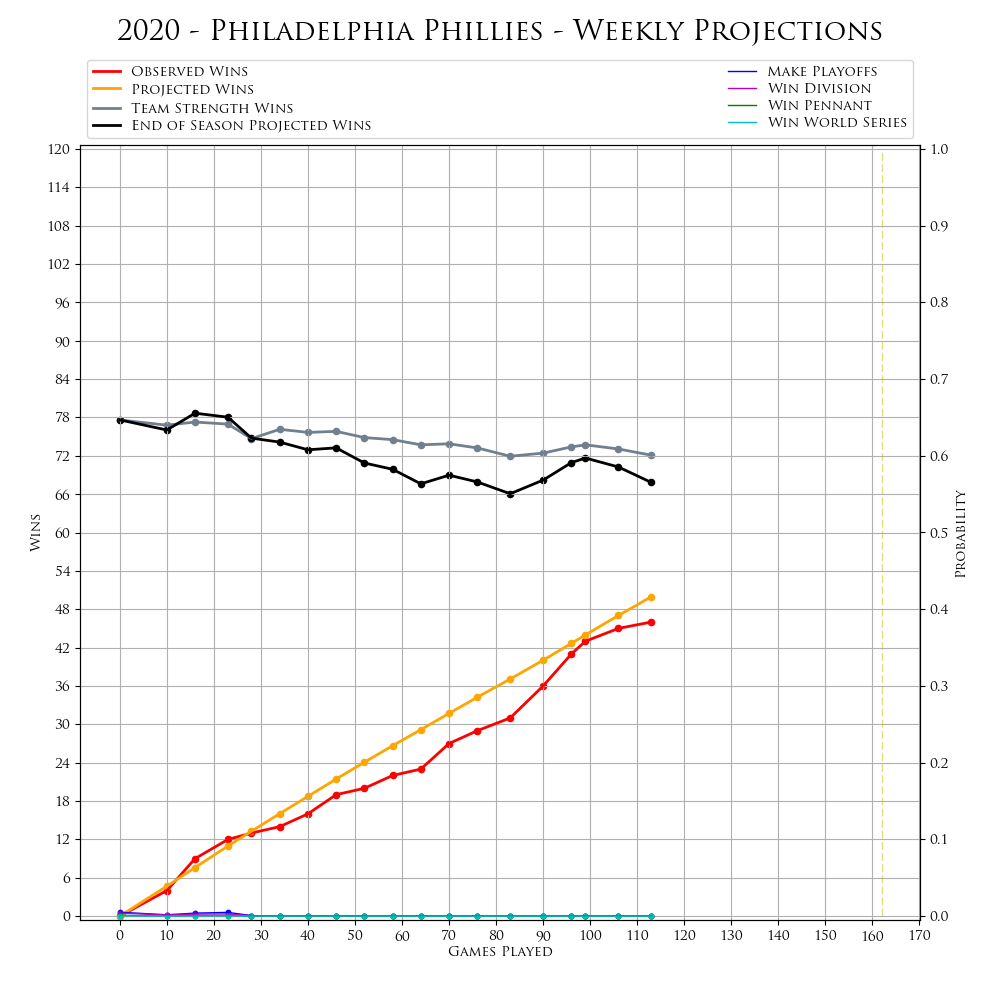 2020 - Philadelphia Phillies - Weekly Projections
Observed Wins
Projected Wins
Team Strength Wins
End of Season Projected Wins
Make Playoffs
Win Division
Win Pennant
Win World Series
120
114
108
102
96
90
84
78
72
66
60
54
48
42
36
30
24
18
12
6
0
Wins
1.0
0.9
0.8
0.7
0.6
0.5
0.4
0.3
0.2
0.1
0.0
Probability
0 10 20 30 40 50 60 70 80 90 100 110 120 130 140 150 160 170
Games Played